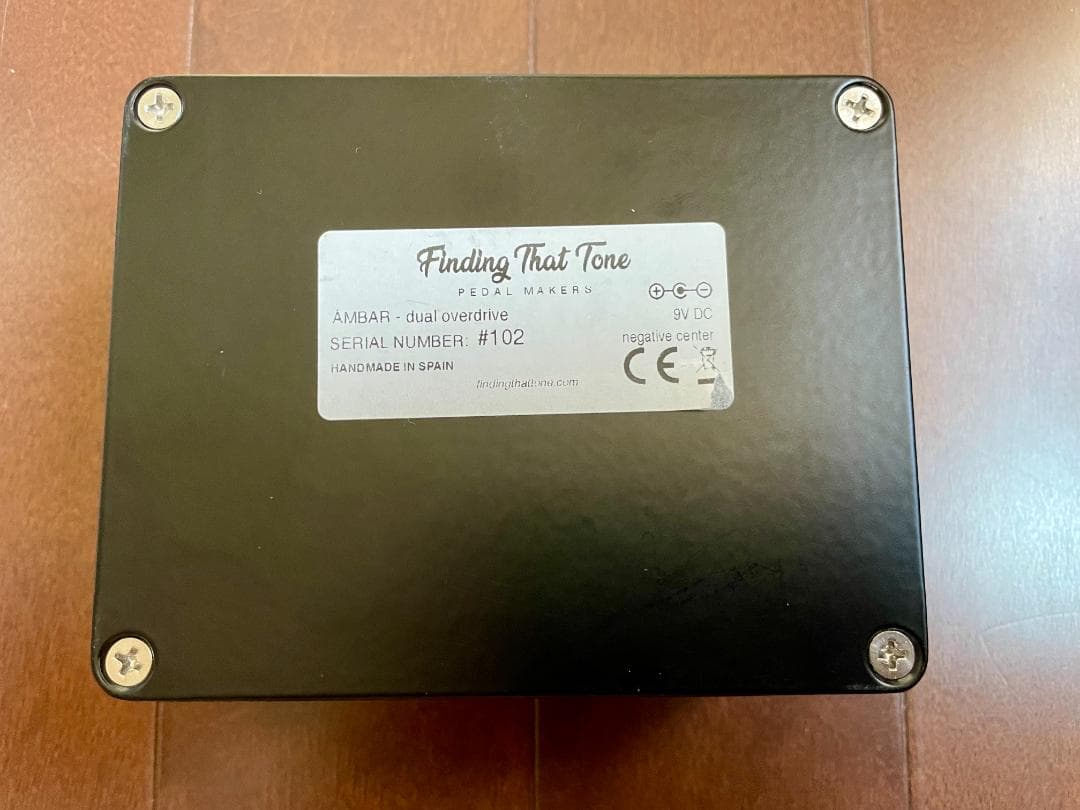 Finding That Tone
PEDAL MAKERS
ÁMBAR - dual overdrive
SERIAL NUMBER: #102
HANDMADE IN SPAIN
findingthattone.com
+ -
9V DC
negative center
CE